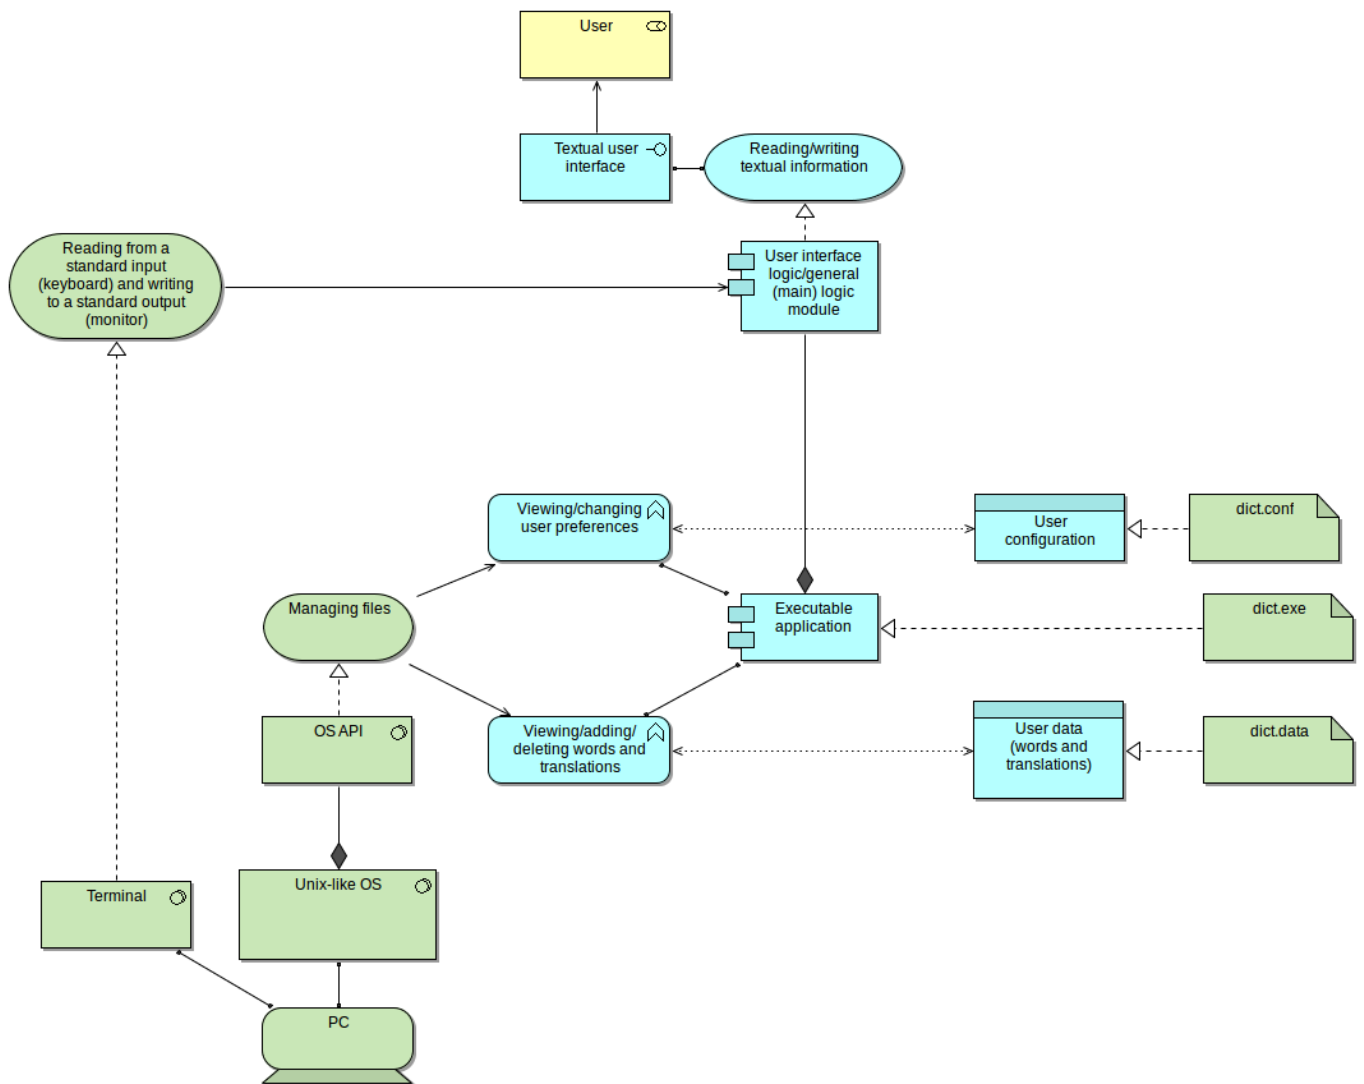 User
Textual user
interface
Reading/writing
textual information
Reading from a
standard input
(keyboard) and writing
to a standard output
(monitor)
User interface
logic/general
(main) logic
module
Viewing/changing
user preferences
User
configuration
dict.conf
Managing files
Executable
application
dict.exe
OS API
Viewing/adding/
deleting words and
translations
User data
(words and
translations)
dict.data
Terminal
Unix-like OS
PC